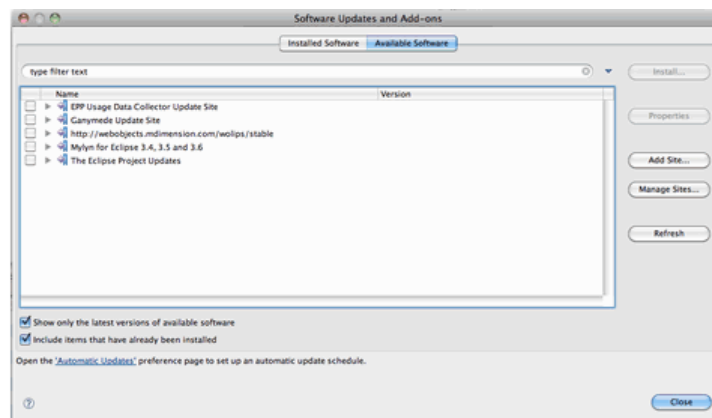 Software Updates and Add-ons
Installed Software Available Software
type filter text
Install...
Name Version
EPP Usage Data Collector Update Site
Ganymede Update Site
http://webobjects.mdimension.com/wolips/stable
Mylyn for Eclipse 3.4, 3.5 and 3.6
The Eclipse Project Updates
Properties
Add Site...
Manage Sites...
Refresh
Show only the latest versions of available software
Include items that have already been installed
Open the 'Automatic Updates' preference page to set up an automatic update schedule.
?
Close